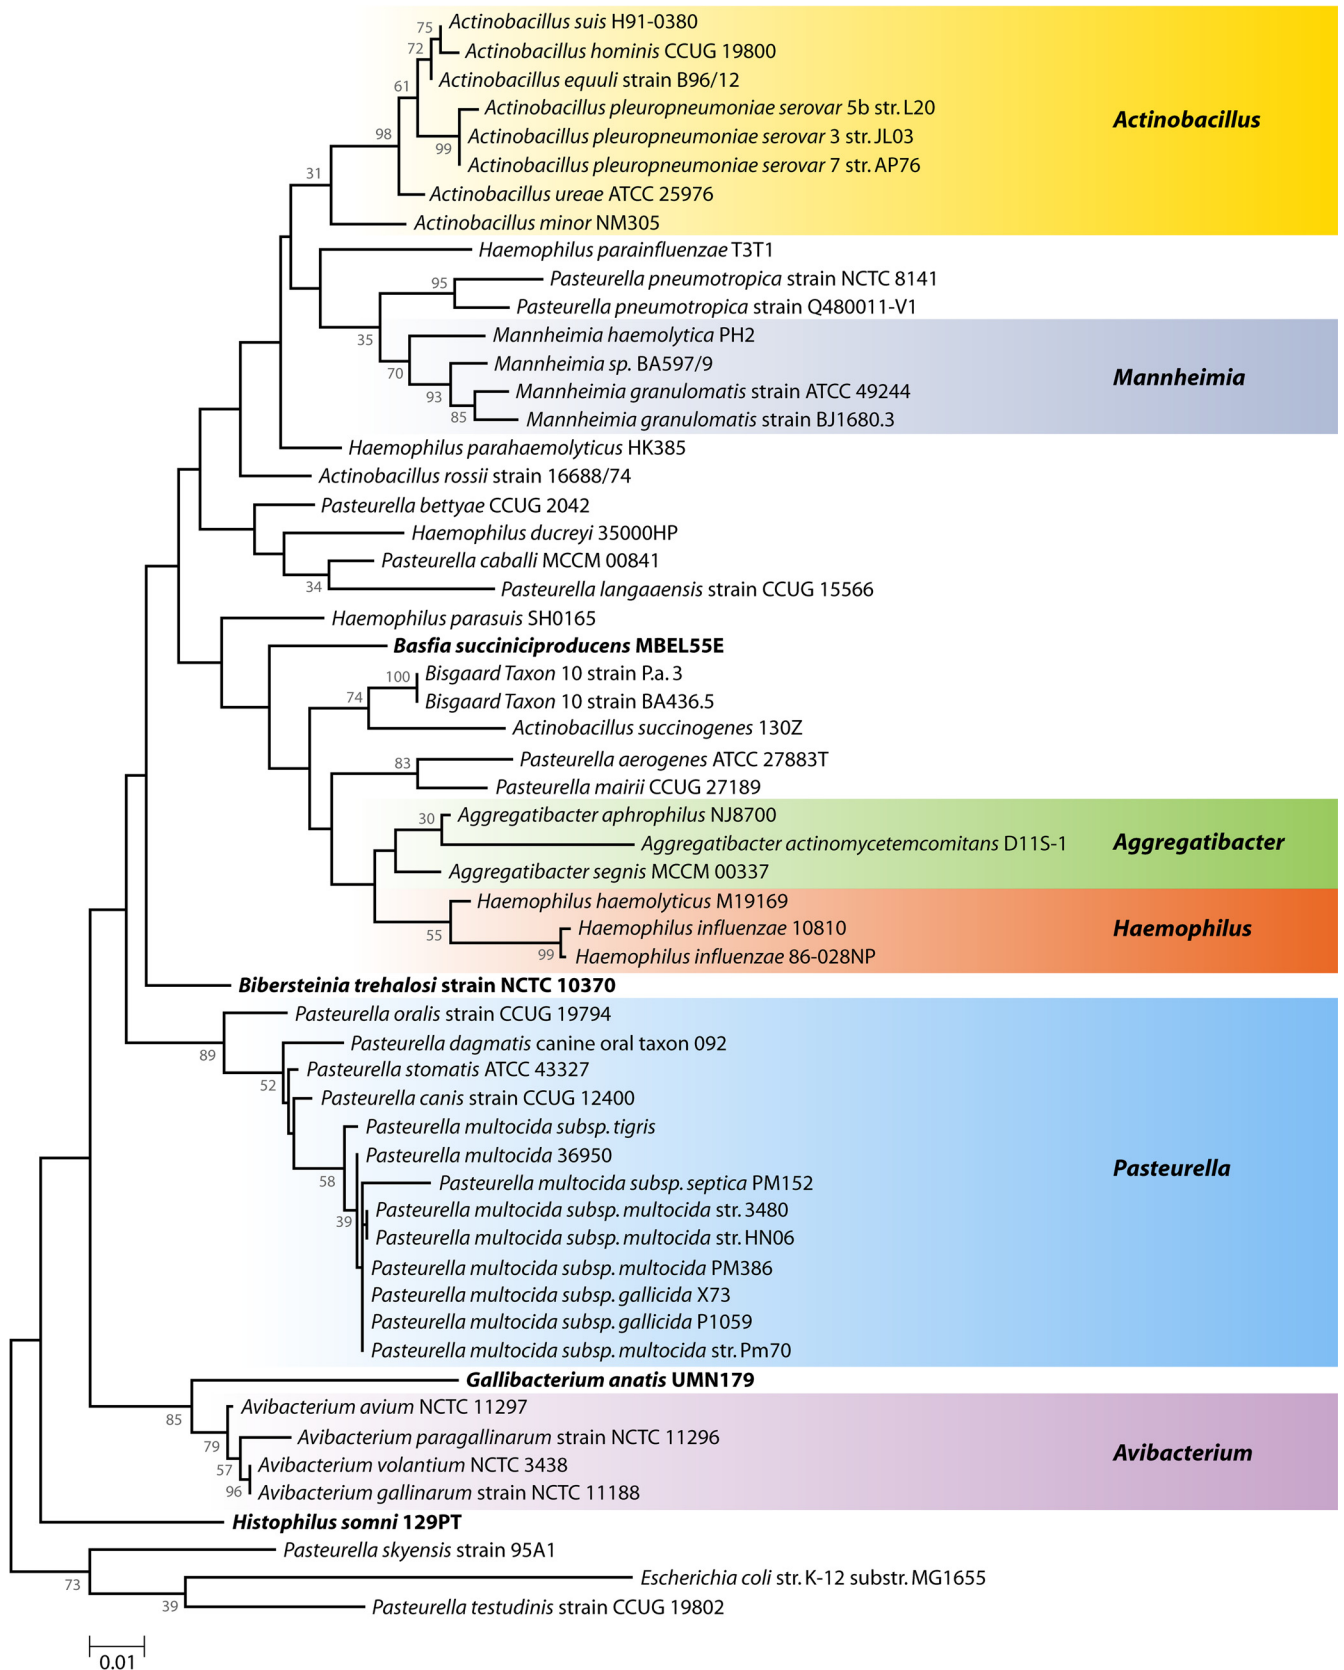 75
Actinobacillus suis H91-0380
72
Actinobacillus hominis CCUG 19800
Actinobacillus equuli strain B96/12
61
Actinobacillus pleuropneumoniae serovar 5b str. L20
Actinobacillus
98
Actinobacillus pleuropneumoniae serovar 3 str. JL03
99
Actinobacillus pleuropneumoniae serovar 7 str. AP76
31
Actinobacillus ureae ATCC 25976
Actinobacillus minor NM305
Haemophilus parainfluenzae T3T1
95
Pasteurella pneumotropica strain NCTC 8141
Pasteurella pneumotropica strain Q480011-V1
35
Mannheimia haemolytica PH2
70
Mannheimia sp. BA597/9
Mannheimia
93
Mannheimia granulomatis strain ATCC 49244
85
Mannheimia granulomatis strain BJ1680.3
Haemophilus parahaemolyticus HK385
Actinobacillus rossii strain 16688/74
Pasteurella bettyae CCUG 2042
Haemophilus ducreyi 35000HP
Pasteurella caballi MCCM 00841
34
Pasteurella langaaensis strain CCUG 15566
Haemophilus parasuis SH0165
Basfia succiniciproducens MBEL55E
100
Bisgaard Taxon 10 strain P.a. 3
74
Bisgaard Taxon 10 strain BA436.5
Actinobacillus succinogenes 130Z
83
Pasteurella aerogenes ATCC 27883T
Pasteurella mairii CCUG 27189
30
Aggregatibacter aphrophilus NJ8700
Aggregatibacter actinomycetemcomitans D11S-1
Aggregatibacter
Aggregatibacter segnis MCCM 00337
Haemophilus haemolyticus M19169
55
Haemophilus influenzae 10810
Haemophilus
99
Haemophilus influenzae 86-028NP
Bibersteinia trehalosi strain NCTC 10370
Pasteurella oralis strain CCUG 19794
89
Pasteurella dagmatis canine oral taxon 092
52
Pasteurella stomatis ATCC 43327
Pasteurella canis strain CCUG 12400
Pasteurella multocida subsp. tigris
Pasteurella multocida 36950
Pasteurella
58
Pasteurella multocida subsp. septica PM152
39
Pasteurella multocida subsp. multocida str. 3480
Pasteurella multocida subsp. multocida str. HN06
Pasteurella multocida subsp. multocida PM386
Pasteurella multocida subsp. gallicida X73
Pasteurella multocida subsp. gallicida P1059
Pasteurella multocida subsp. multocida str. Pm70
Gallibacterium anatis UMN179
85
Avibacterium avium NCTC 11297
79
Avibacterium paragallinarum strain NCTC 11296
Avibacterium
57
Avibacterium volantium NCTC 3438
96
Avibacterium gallinarum strain NCTC 11188
Histophilus somni 129PT
Pasteurella skyensis strain 95A1
73
Escherichia coli str. K-12 substr. MG1655
39
Pasteurella testudinis strain CCUG 19802
0.01